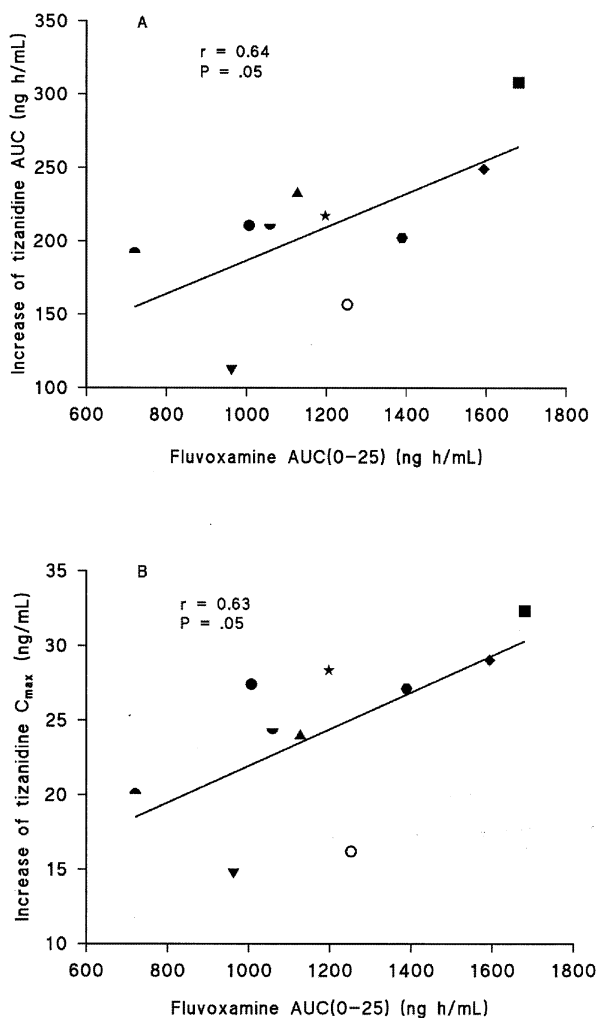 A
r = 0.64
P = .05
Increase of tizanidine AUC (ng h/mL)
350
300
250
200
150
100
600 800 1000 1200 1400 1600 1800
Fluvoxamine AUC(0-25) (ng h/mL)
B
r = 0.63
P = .05
Increase of tizanidine Cmax (ng/mL)
35
30
25
20
15
10
600 800 1000 1200 1400 1600 1800
Fluvoxamine AUC(0-25) (ng h/mL)